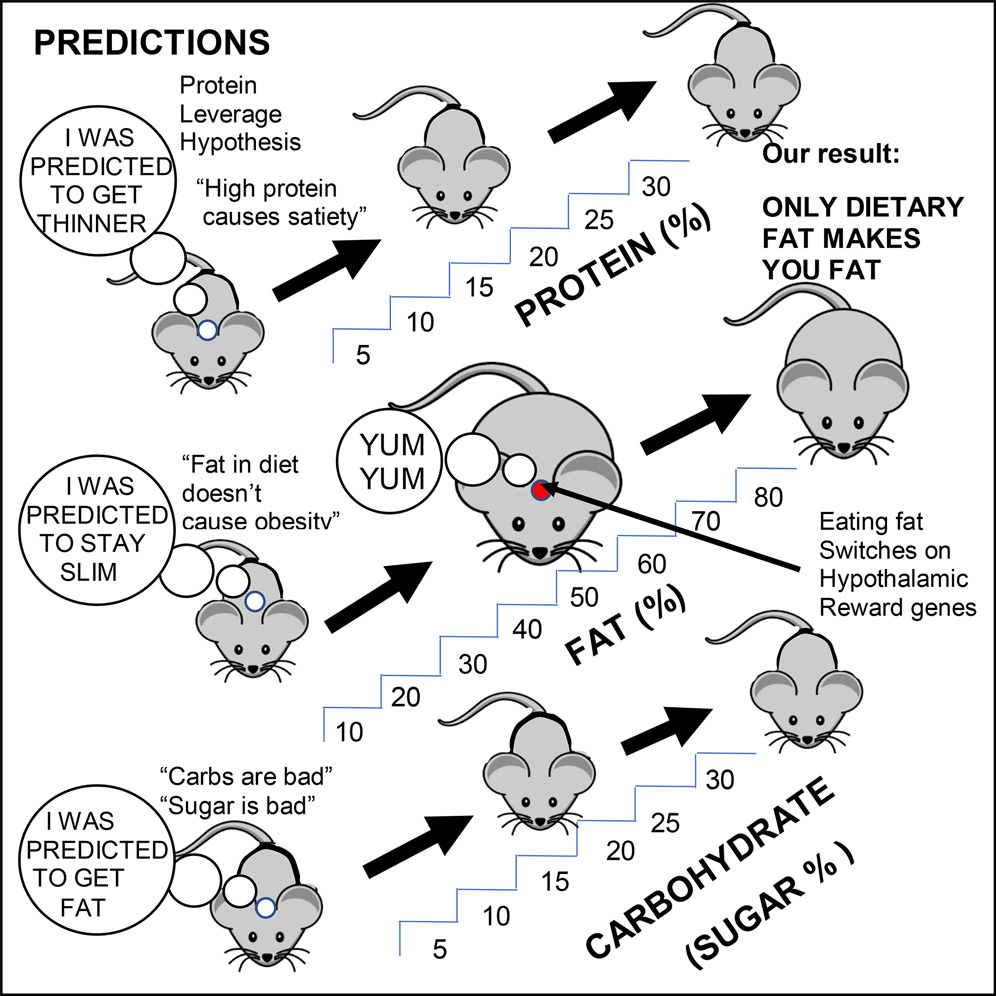 PREDICTIONS
Protein
Leverage
Hypothesis
I WAS
PREDICTED
TO GET
THINNER
“High protein
causes satiety”
5
10
15
20
25
30
PROTEIN (%)
Our result:
ONLY DIETARY
FAT MAKES
YOU FAT
YUM
YUM
“Fat in diet
doesn’t
cause obesity”
I WAS
PREDICTED
TO STAY
SLIM
10
20
30
40
50
60
70
80
FAT (%)
Eating fat
Switches on
Hypothalamic
Reward genes
“Carbs are bad”
“Sugar is bad”
I WAS
PREDICTED
TO GET
FAT
5
10
15
20
25
30
CARBOHYDRATE
(SUGAR % )